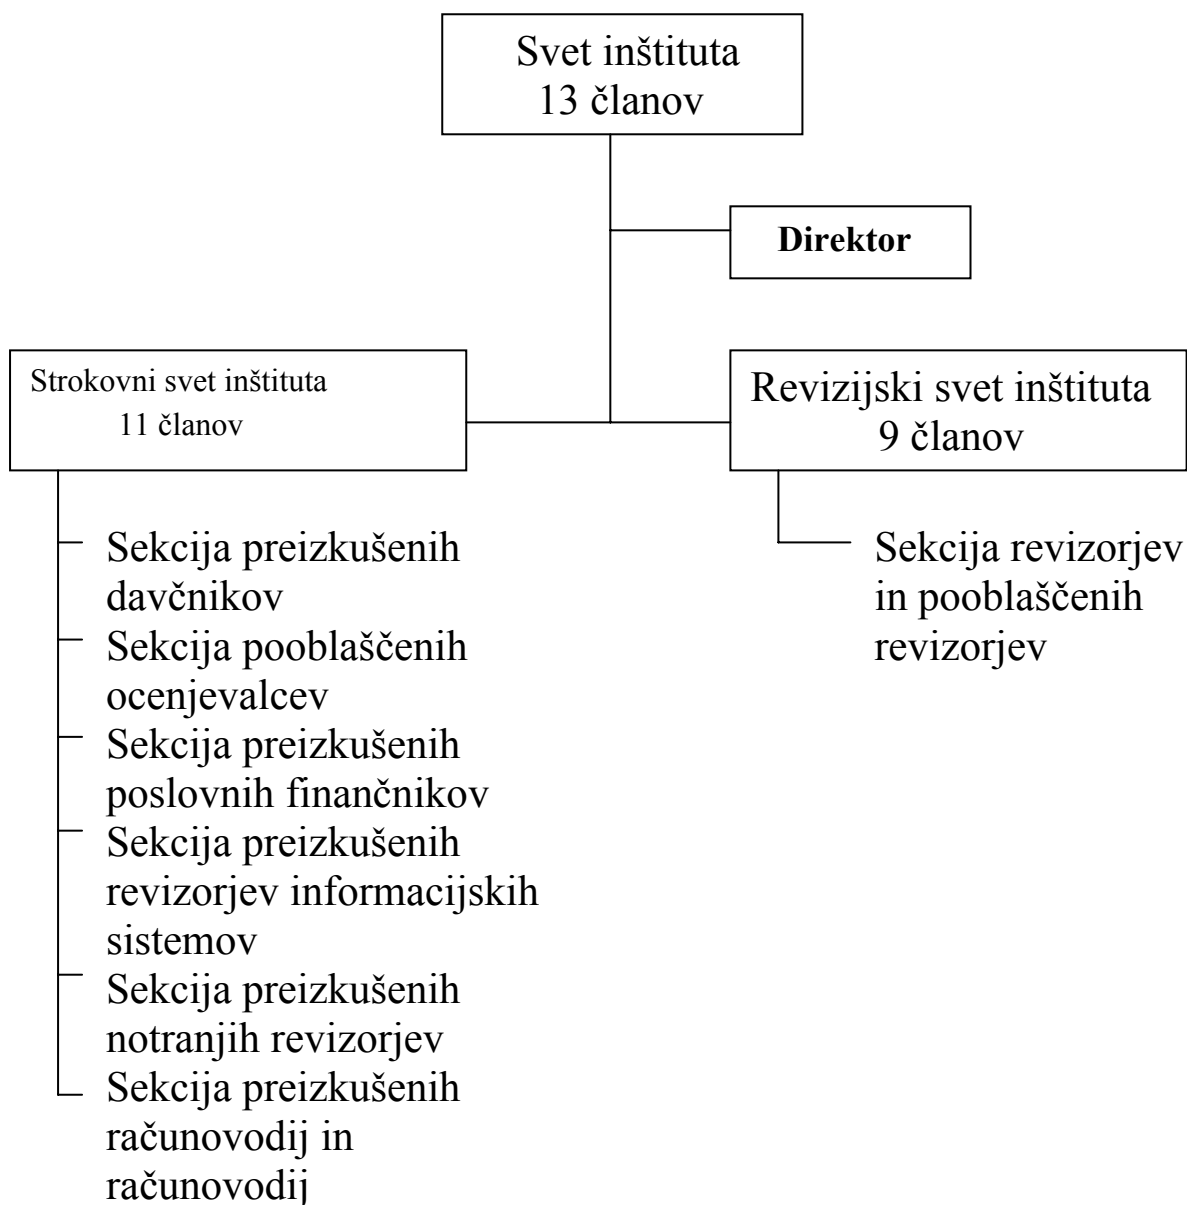 Svet inštituta
13 članov
Direktor
Strokovni svet inštituta
11 članov
Revizijski svet inštituta
9 članov
Sekcija preizkušenih
davčnikov
Sekcija pooblaščenih
ocenjevalcev
Sekcija preizkušenih
poslovnih finančnikov
Sekcija preizkušenih
revizorjev informacijskih
sistemov
Sekcija preizkušenih
notranjih revizorjev
Sekcija preizkušenih
računovodij in
računovodij
Sekcija revizorjev
in pooblaščenih
revizorjev